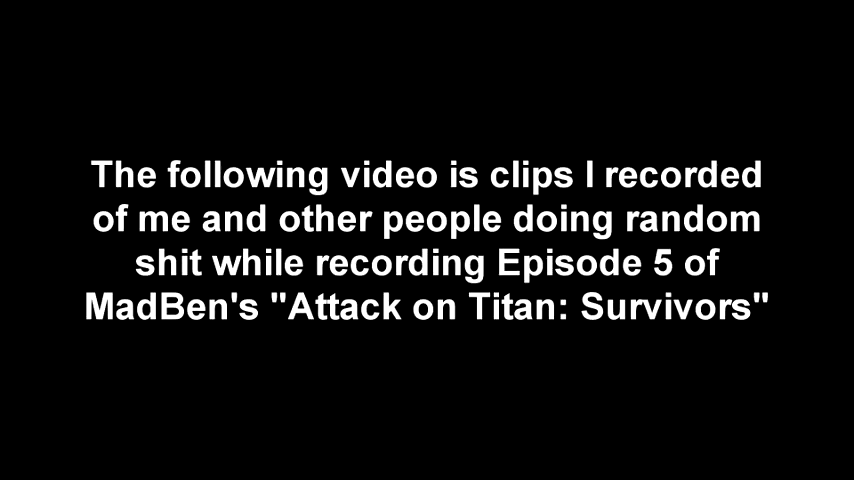 The following video is clips I recorded
of me and other people doing random
shit while recording Episode 5 of
MadBen's "Attack on Titan: Survivors"